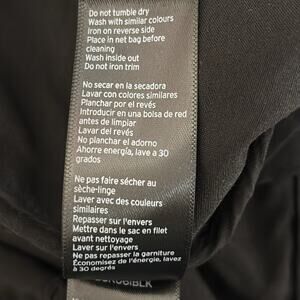 Do not tumble dry
Wash with similar colours
Iron on reverse side
Place in net bag before
cleaning
Wash inside out
Do not iron trim
No secar en la secadora
Lavar con colores similares
Planchar por el revés
Introducir en una bolsa de red
antes de limpiar
Lavar del revés
No planchar el adorno
Ahorre energía, lave a 30
grados
Ne pas faire sécher au
sèche-linge
Laver avec des couleurs
similaires
Repasser sur l'envers
Mettre dans le sac en filet
avant nettoyage
Laver sur l'envers
Ne pas repasser la garniture
Économisez de l'énergie, lavez
à 30 degrés